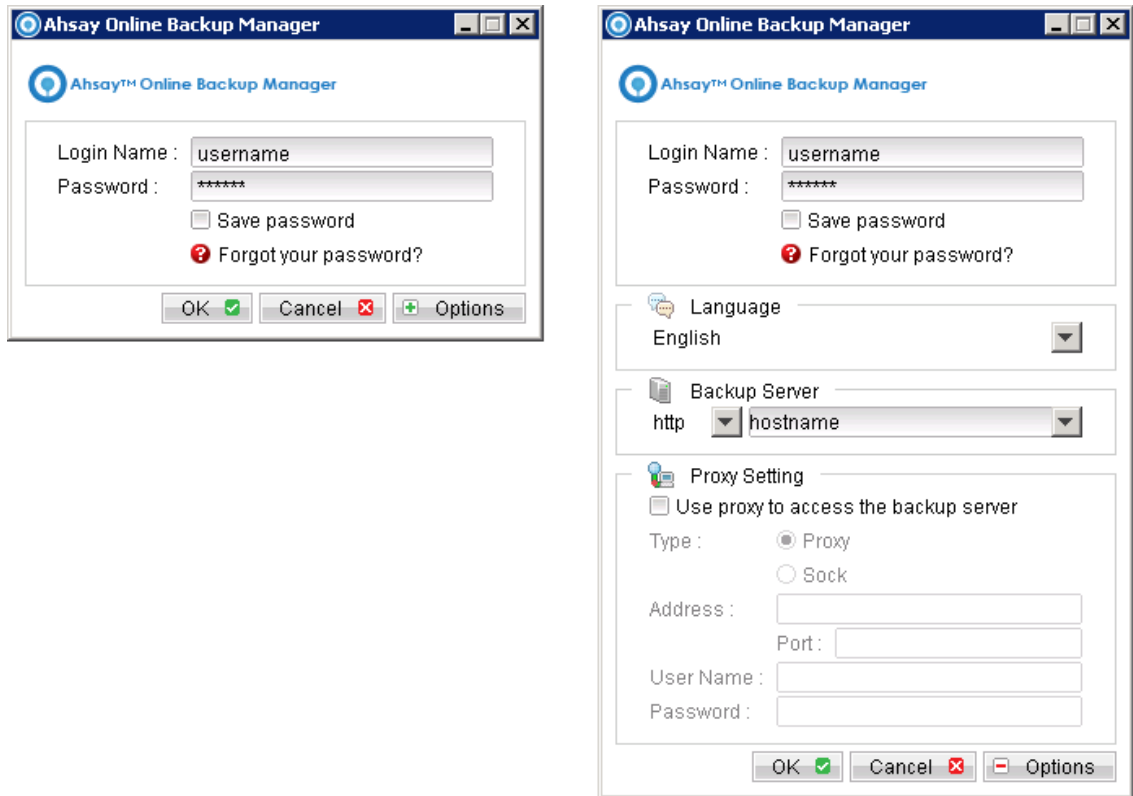 Ahsay Online Backup Manager
Ahsay™ Online Backup Manager
Login Name : username
Password : ******
Save password
Forgot your password?
OK Cancel Options
Ahsay Online Backup Manager
Ahsay™ Online Backup Manager
Login Name : username
Password : ******
Save password
Forgot your password?
Language
English
Backup Server
http hostname
Proxy Setting
Use proxy to access the backup server
Type : Proxy
Sock
Address :
Port :
User Name :
Password :
OK Cancel Options